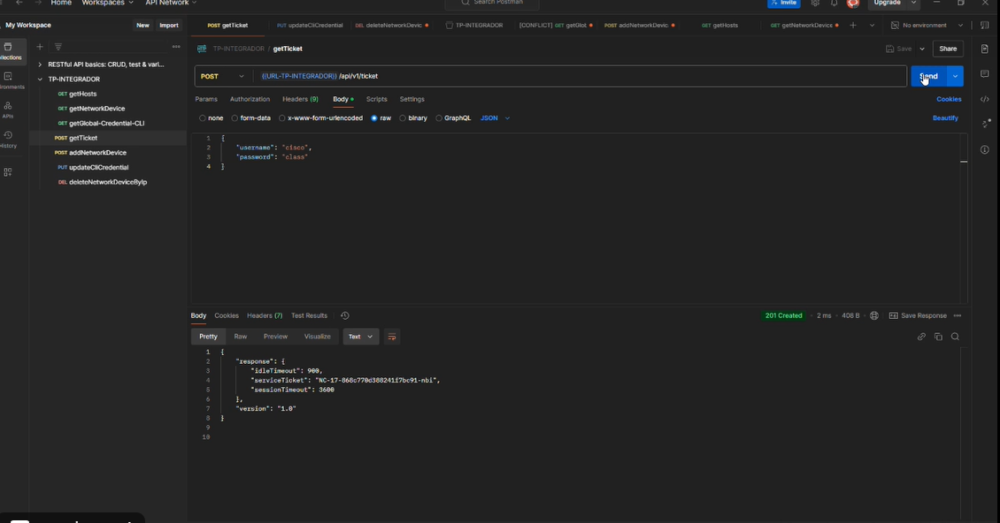 Home Workspaces API Network Search Postman Invite Upgrade
My Workspace New Import POST getTicket PUT updateCliCredential DEL deleteNetworkDevic TP-INTEGRADOR [CONFLICT] GET getGlol POST addNetworkDevic GET getHosts GET getNetworkDevice No environment
TP-INTEGRADOR / getTicket Save Share
RESTful API basics: CRUD, test & vari...
TP-INTEGRADOR
POST {{URL-TP-INTEGRADOR}} /api/v1/ticket Send
GET getHosts
GET getNetworkDevice
GET getGlobal-Credential-CLI
POST getTicket
POST addNetworkDevice
PUT updateCliCredential
DEL deleteNetworkDeviceByIp
APIs
History
Params Authorization Headers (9) Body Scripts Settings Cookies
none form-data x-www-form-urlencoded raw binary GraphQL JSON Beautify
1 {
2 "username": "cisco",
3 "password": "class"
4 }
Body Cookies Headers (7) Test Results 201 Created 2 ms 408 B Save Response
Pretty Raw Preview Visualize Text
1 {
2 "response": {
3 "idleTimeout": 900,
4 "serviceTicket": "NC-17-868c770d388241f7bc91-nbi",
5 "sessionTimeout": 3600
6 },
7 "version": "1.0"
8 }
9
10